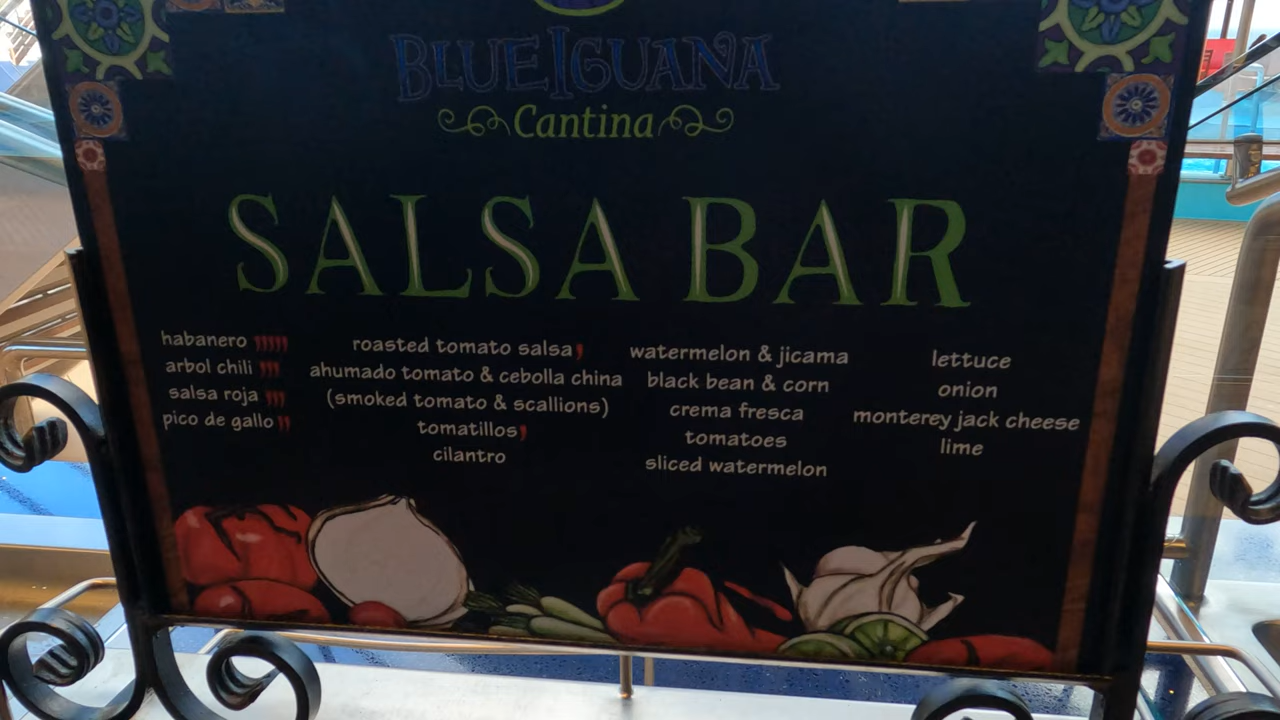 BLUE IGUANA
Cantina
SALSA BAR
habanero
arbol chili
salsa roja
pico de gallo
roasted tomato salsa
ahumado tomato & cebolla china
(smoked tomato & scallions)
tomatillos
cilantro
watermelon & jicama
black bean & corn
crema fresca
tomatoes
sliced watermelon
lettuce
onion
monterey jack cheese
lime